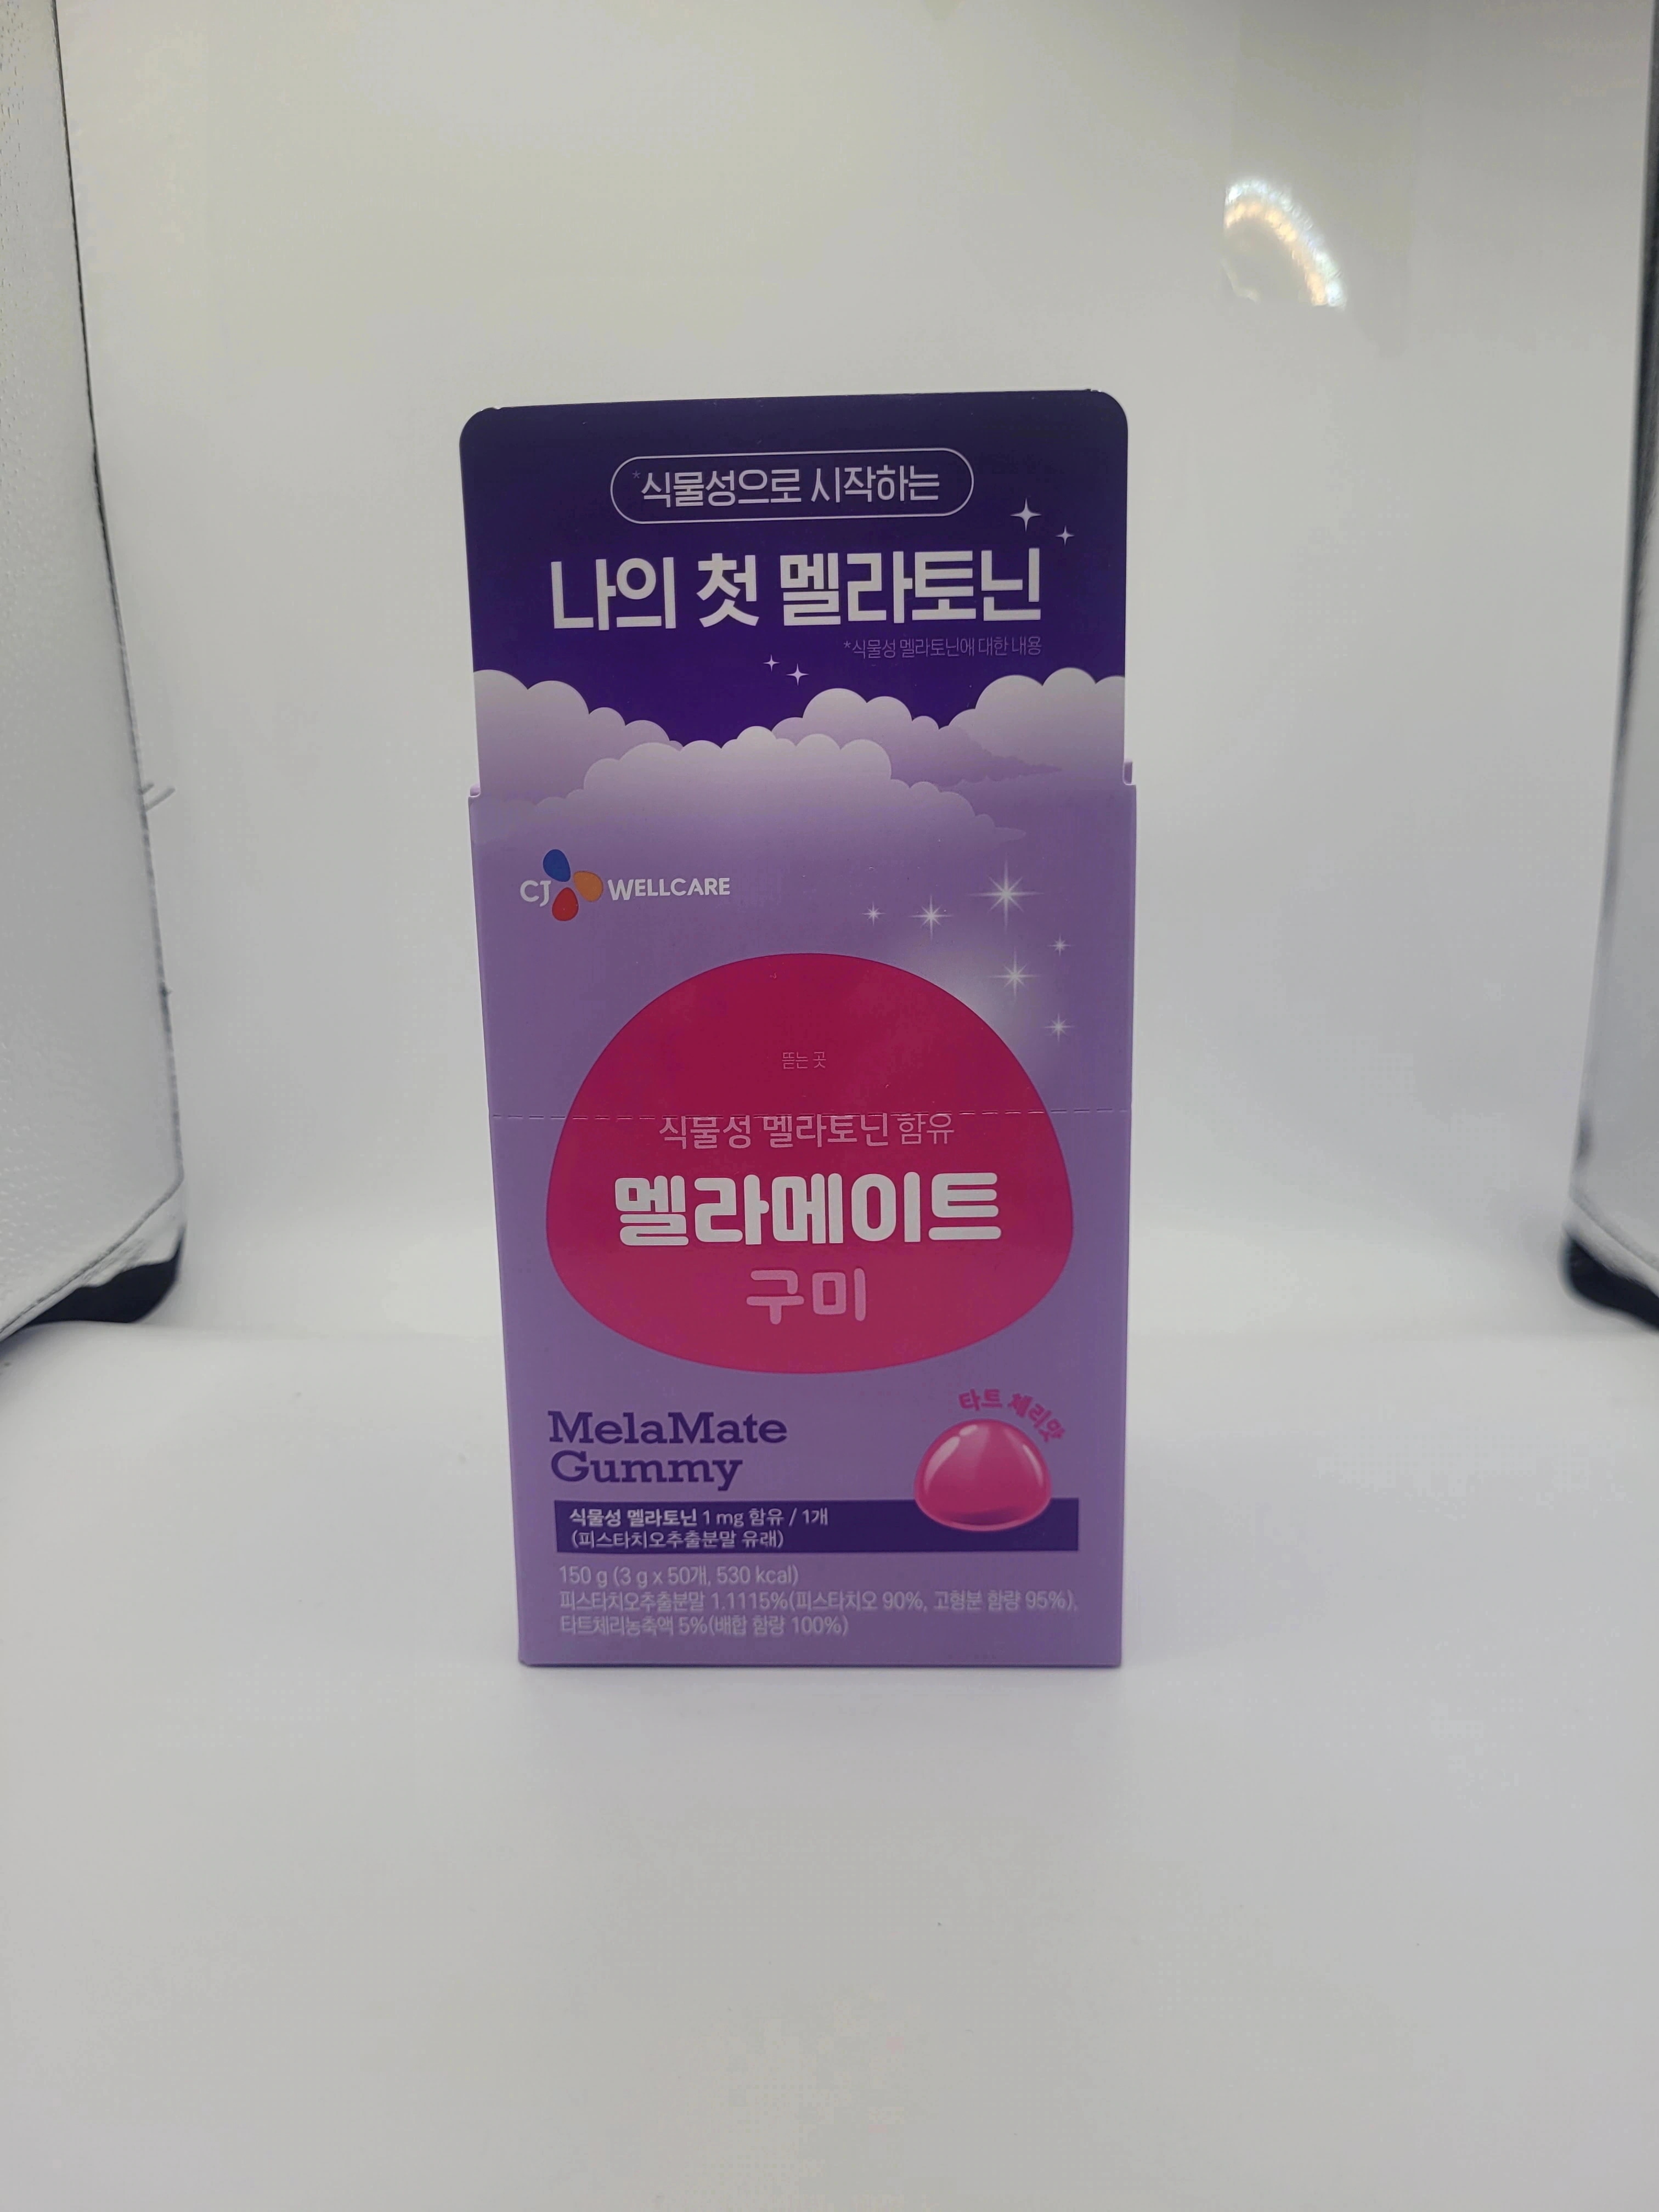 *식물성으로 시작하는
나의 첫 멜라토닌
*식물성 멜라토닌에 대한 내용
CJ WELLCARE
뜯는 곳
식물성 멜라토닌 함유
멜라메이트
구미
타트 체리맛
MelaMate
Gummy
식물성 멜라토닌 1 mg 함유 / 1개
(피스타치오추출분말 유래)
150 g (3 g x 50개, 530 kcal)
피스타치오추출분말 1.1115%(피스타치오 90%, 고형분 함량 95%),
타트체리농축액 5%(배합 함량 100%)